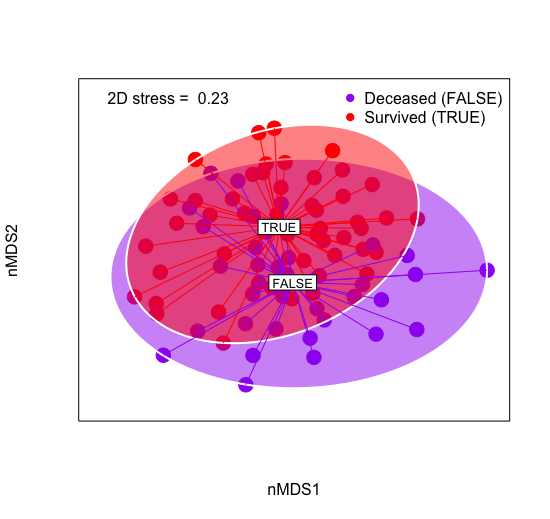 2D stress =  0.23
Deceased (FALSE)
Survived (TRUE)
TRUE
FALSE
nMDS2
nMDS1